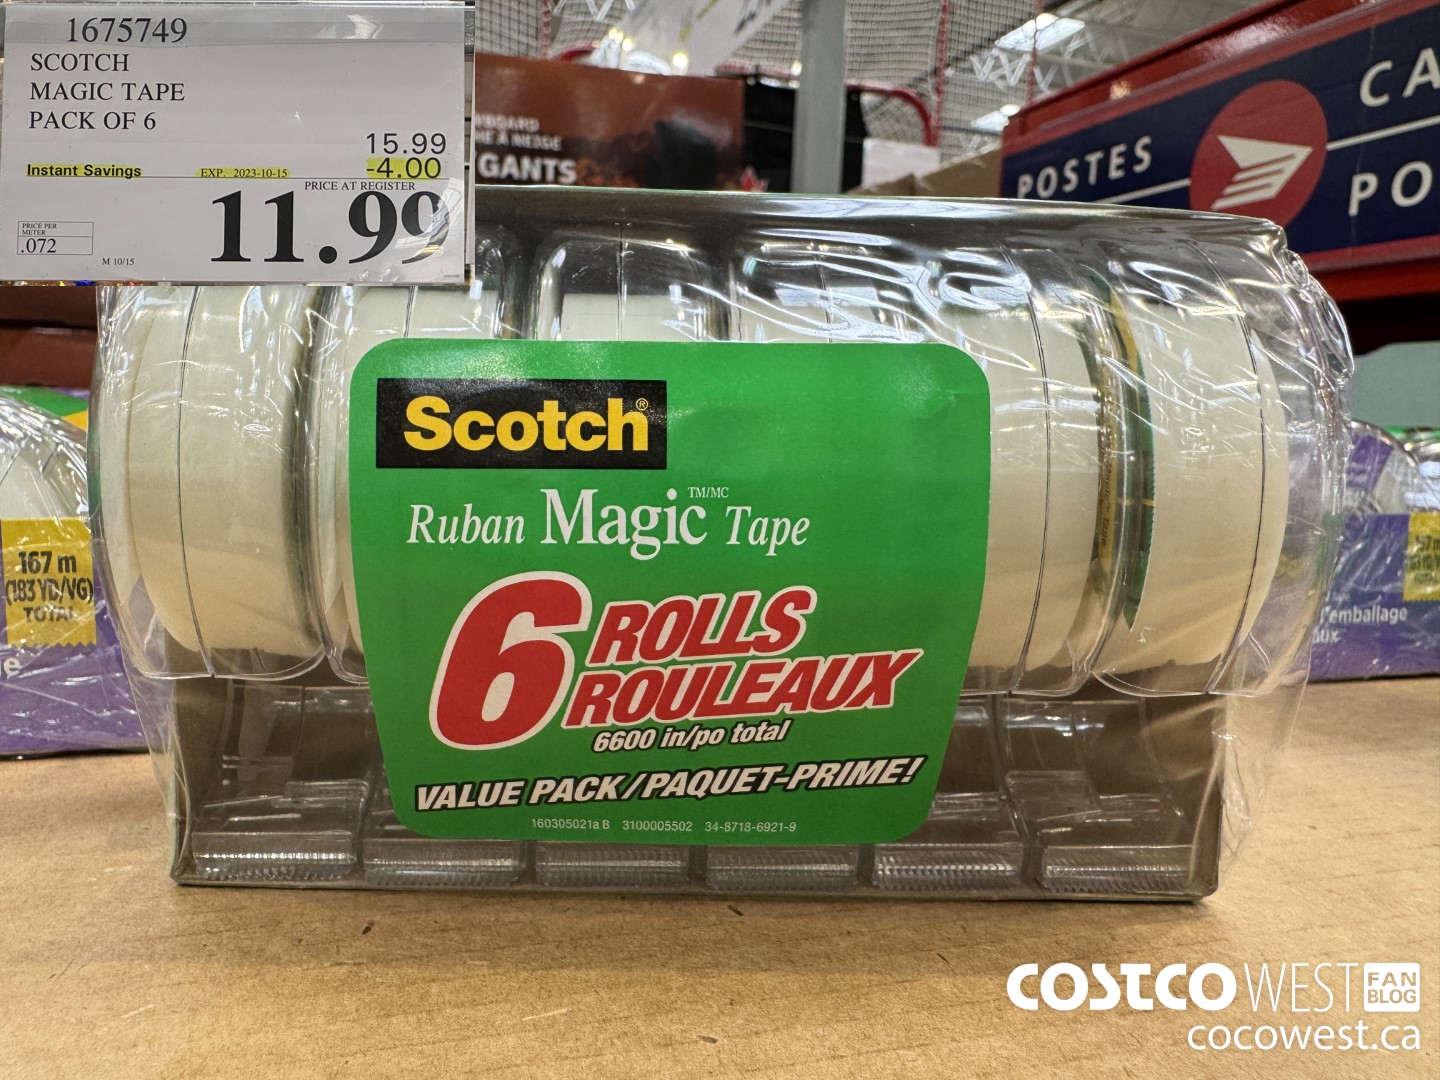 1675749
SCOTCH
MAGIC TAPE
PACK OF 6
15.99
Instant Savings EXP. 2023-10-15 -4.00
PRICE AT REGISTER
11.99
PRICE PER
METER
.072
M 10/15
GANTS
POSTES
CA
PO
Scotch®
Ruban Magic TM/MC Tape
6 ROLLS
ROULEAUX
6600 in/po total
VALUE PACK/PAQUET-PRIME!
160305021a B 3100005502 34-8718-6921-9
167 m
(183 YD/VG)
TOTAL
e
l'emballage
COSTCO WEST FAN
BLOG
cocowest.ca